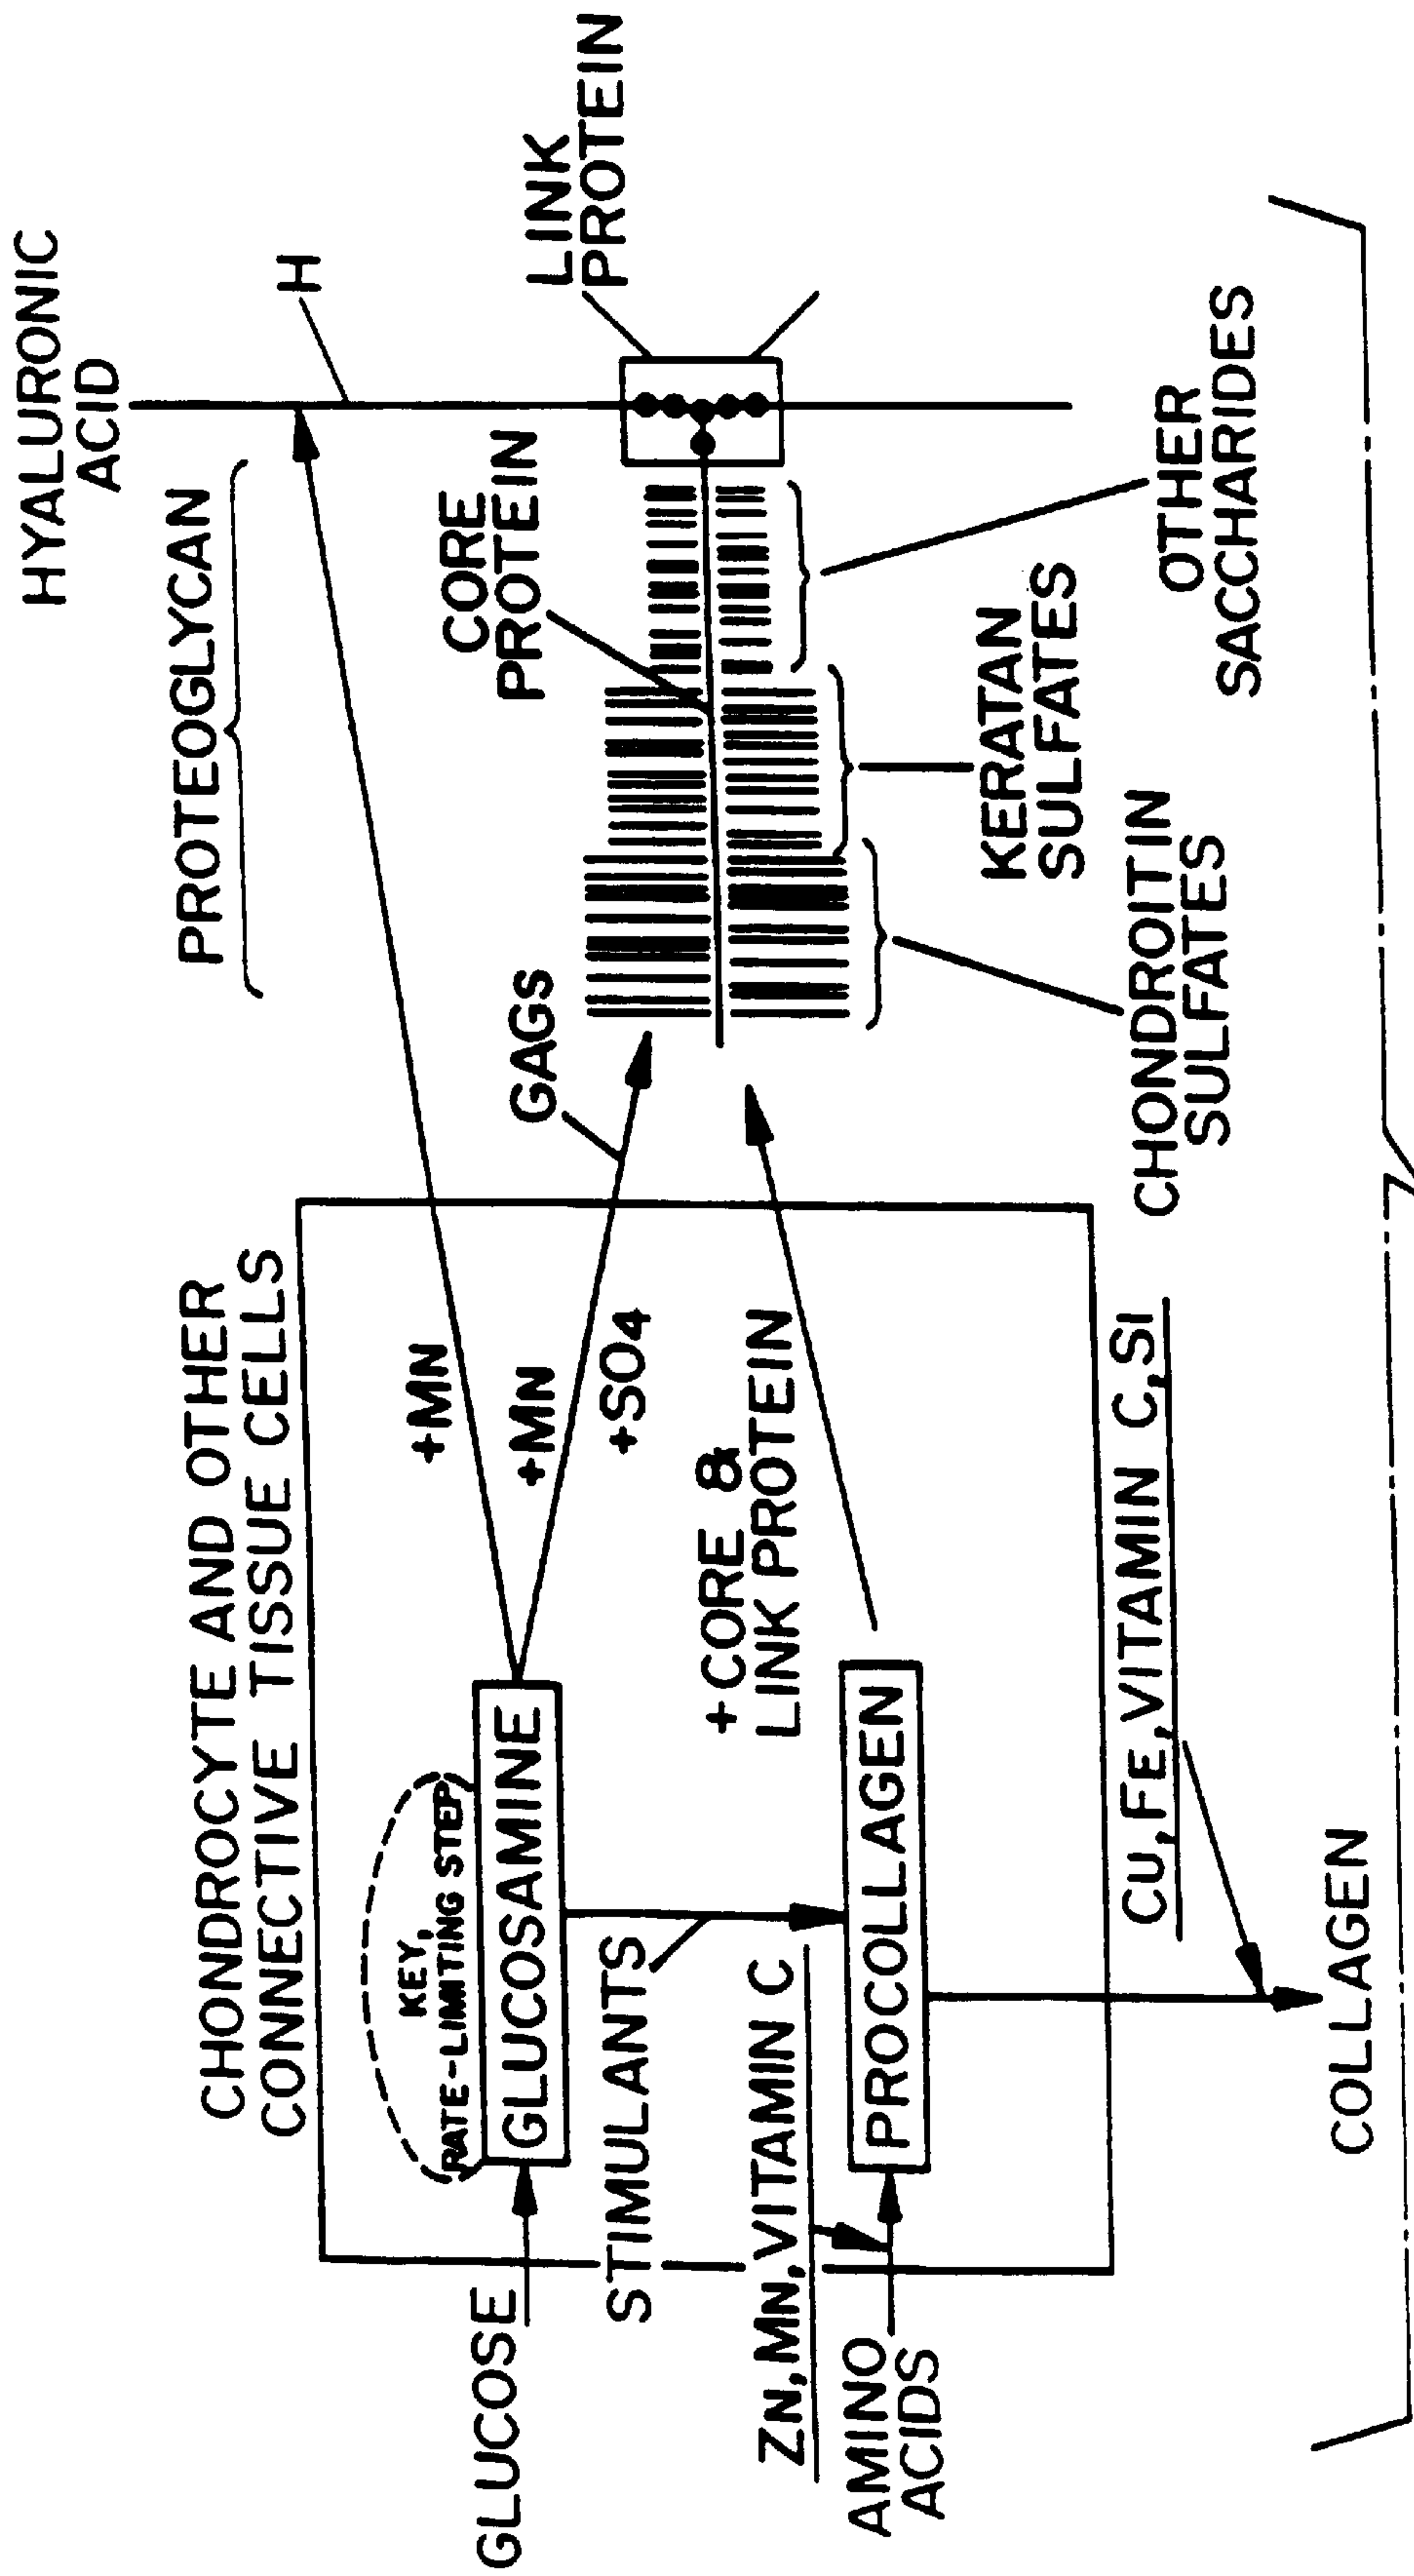 HYALURONIC
ACID
PROTEOGLYCAN
H
CHONDROCYTE AND OTHER
CONNECTIVE TISSUE CELLS
KEY,
RATE-LIMITING STEP
GLUCOSE
GLUCOSAMINE
+MN
+MN
+SO4
GAGS
CORE
PROTEIN
LINK
PROTEIN
STIMULANTS
+CORE &
LINK PROTEIN
ZN,MN,VITAMIN C
AMINO
ACIDS
PROCOLLAGEN
KERATAN
SULFATES
CHONDROITIN
SULFATES
OTHER
SACCHARIDES
CU,FE,VITAMIN C,SI
COLLAGEN